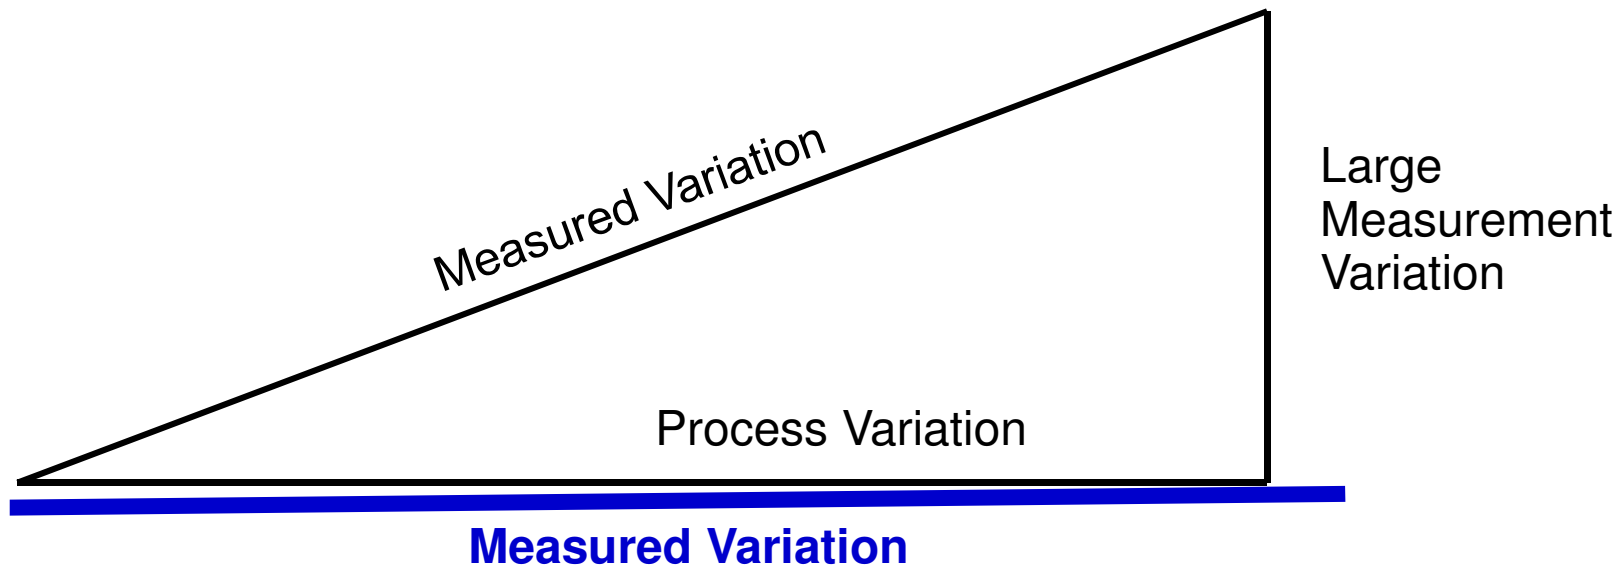 Measured Variation
Large
Measurement
Variation
Process Variation
Measured Variation